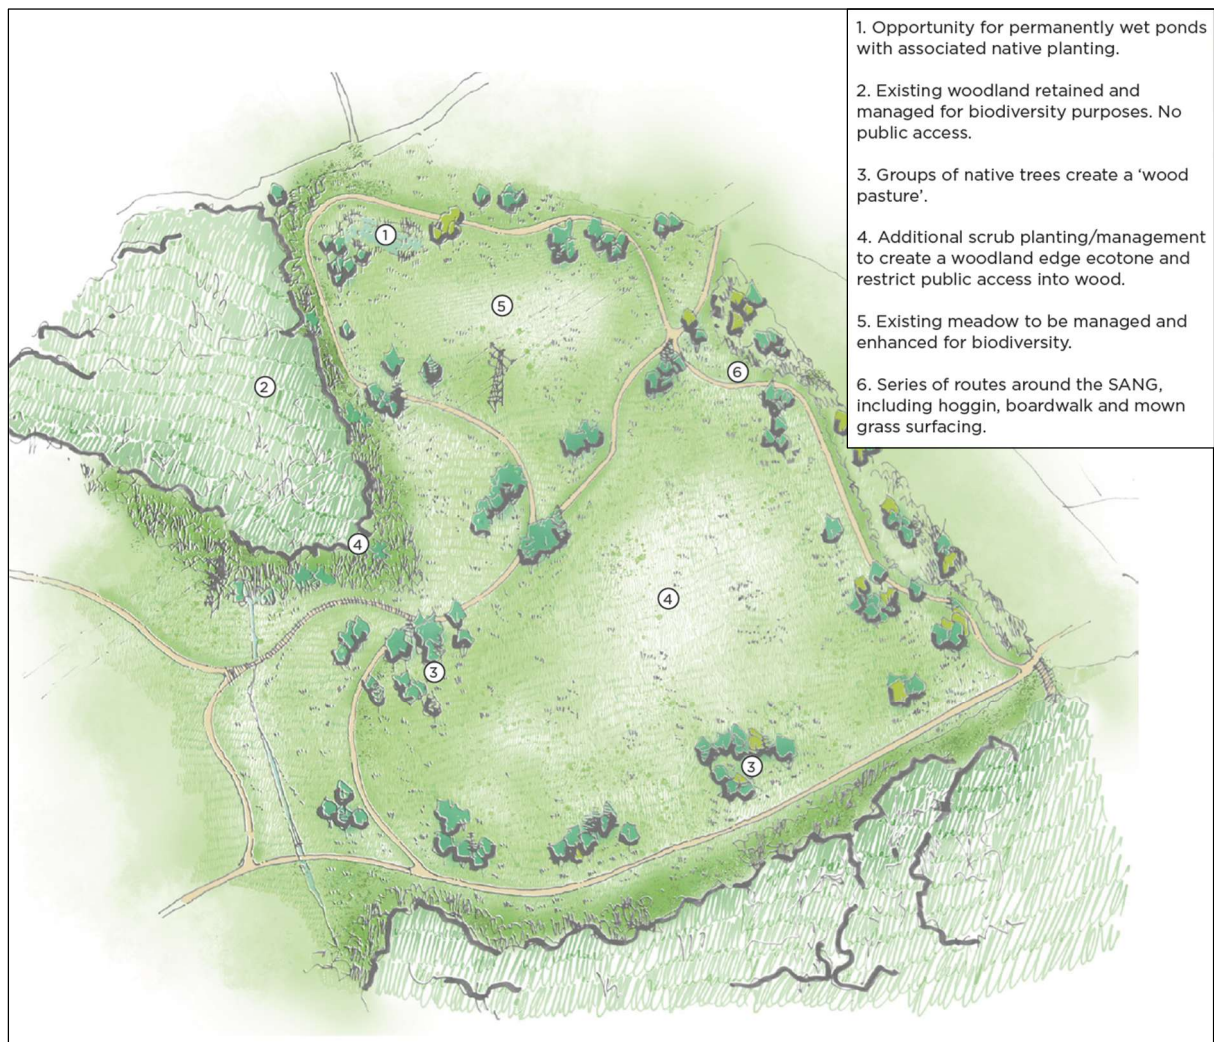 1. Opportunity for permanently wet ponds
with associated native planting.
2. Existing woodland retained and
managed for biodiversity purposes. No
public access.
3. Groups of native trees create a ‘wood
pasture’.
4. Additional scrub planting/management
to create a woodland edge ecotone and
restrict public access into wood.
5. Existing meadow to be managed and
enhanced for biodiversity.
6. Series of routes around the SANG,
including hoggin, boardwalk and mown
grass surfacing.
1
5
6
2
4
4
3
3